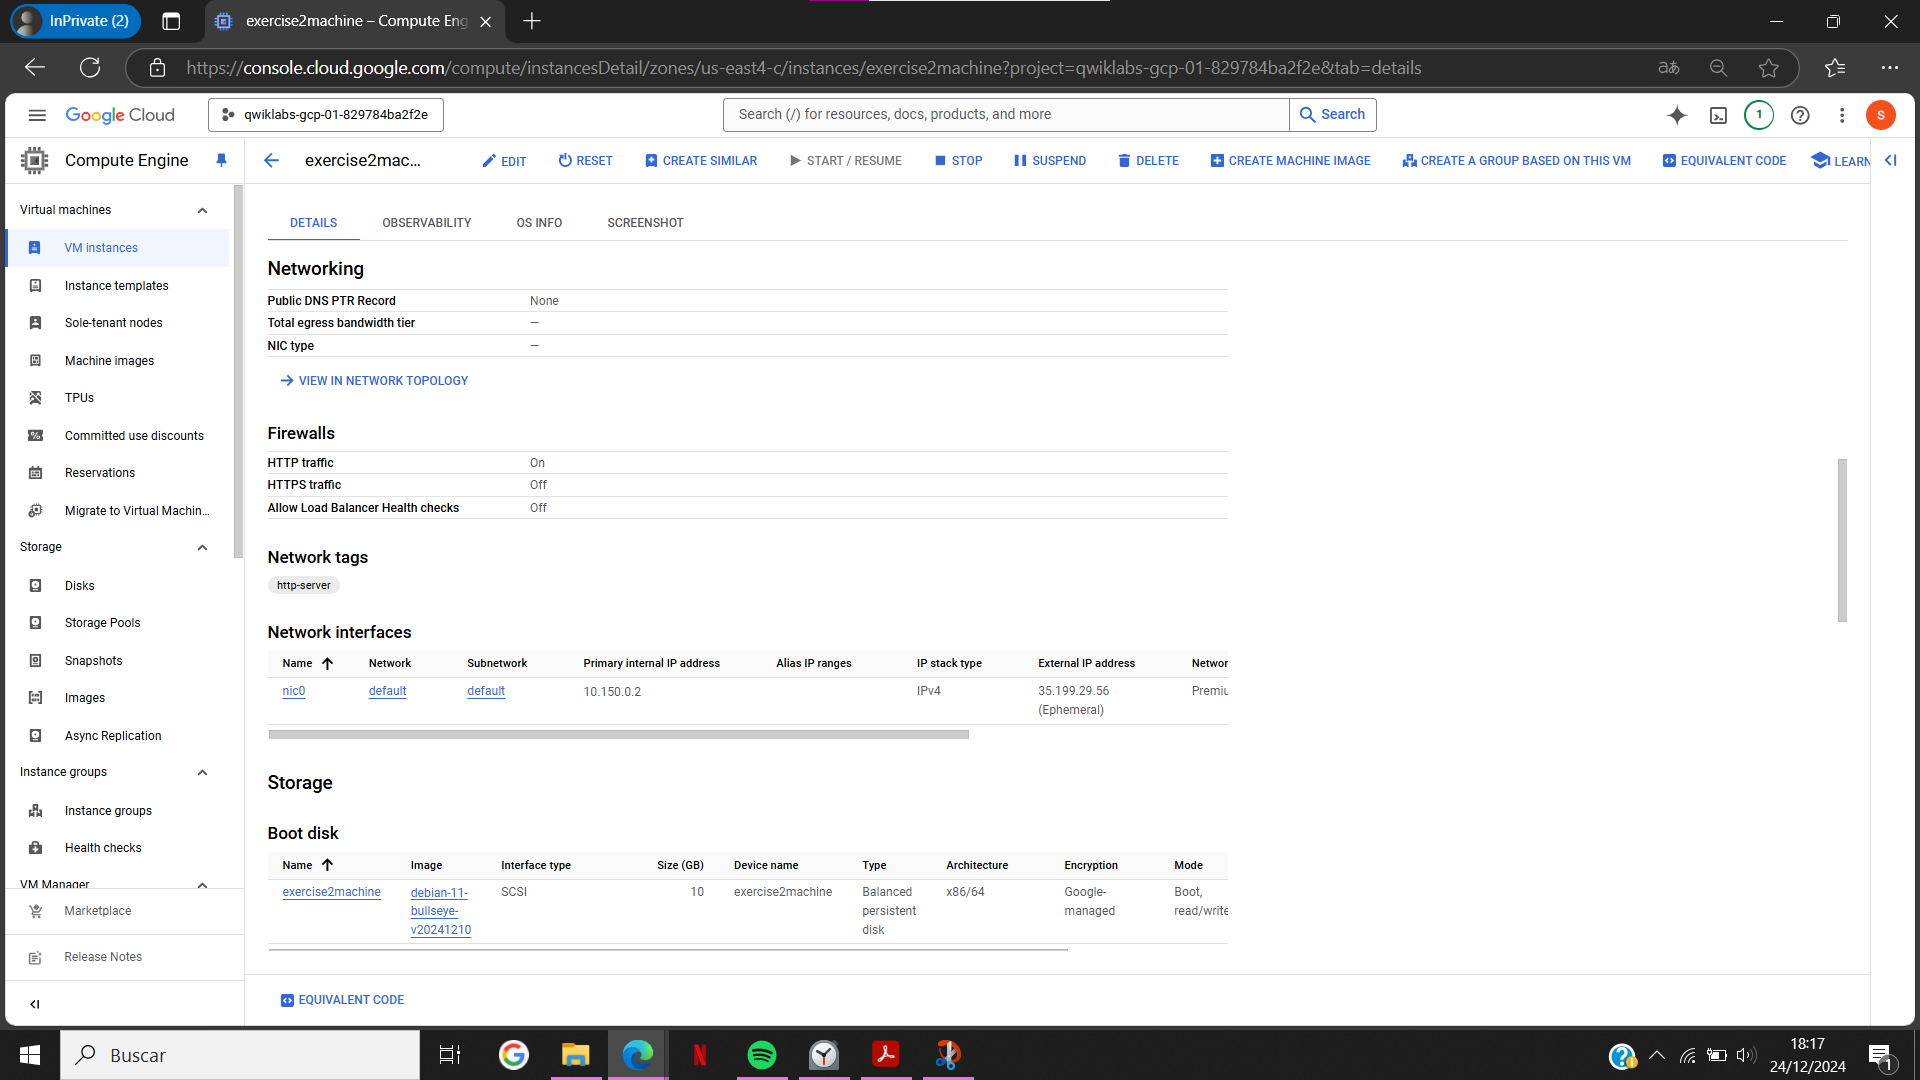 InPrivate (2)
exercise2machine – Compute Eng
https://console.cloud.google.com/compute/instancesDetail/zones/us-east4-c/instances/exercise2machine?project=qwiklabs-gcp-01-829784ba2f2e&tab=details
Google Cloud
qwiklabs-gcp-01-829784ba2f2e
Search (/) for resources, docs, products, and more
Search
1
S
Compute Engine
exercise2mac...
EDIT
RESET
CREATE SIMILAR
START / RESUME
STOP
SUSPEND
DELETE
CREATE MACHINE IMAGE
CREATE A GROUP BASED ON THIS VM
EQUIVALENT CODE
LEARN
Virtual machines
VM instances
Instance templates
Sole-tenant nodes
Machine images
TPUs
Committed use discounts
Reservations
Migrate to Virtual Machin...
Storage
Disks
Storage Pools
Snapshots
Images
Async Replication
Instance groups
Instance groups
Health checks
VM Manager
Marketplace
Release Notes
DETAILS OBSERVABILITY OS INFO SCREENSHOT
Networking
Public DNS PTR Record None
Total egress bandwidth tier —
NIC type —
VIEW IN NETWORK TOPOLOGY
Firewalls
HTTP traffic On
HTTPS traffic Off
Allow Load Balancer Health checks Off
Network tags
http-server
Network interfaces
Name Network Subnetwork Primary internal IP address Alias IP ranges IP stack type External IP address Networ
nic0 default default 10.150.0.2 IPv4 35.199.29.56 Premiu
(Ephemeral)
Storage
Boot disk
Name Image Interface type Size (GB) Device name Type Architecture Encryption Mode
exercise2machine debian-11- SCSI 10 exercise2machine Balanced x86/64 Google- Boot,
bullseye- persistent managed read/write
v20241210 disk
EQUIVALENT CODE
Buscar
18:17
24/12/2024
1